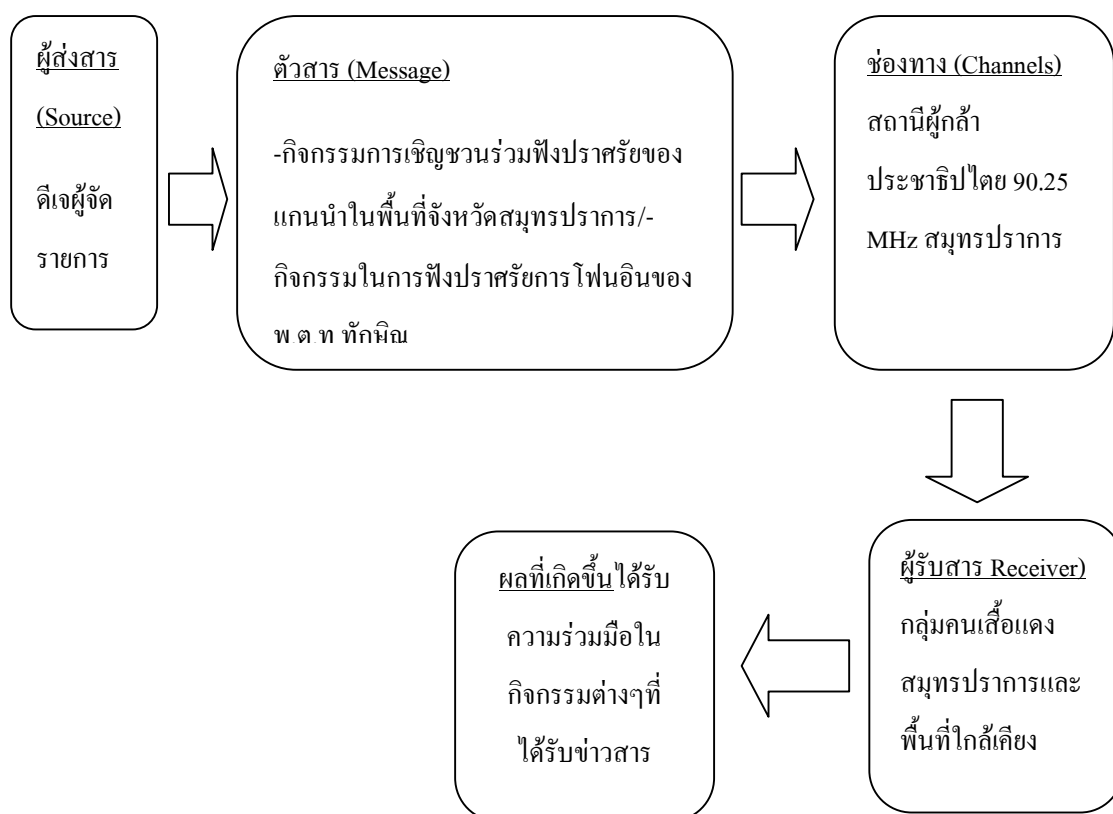 ผู้ส่งสาร
(Source)
ดีเจผู้จัด
รายการ
ตัวสาร (Message)
-กิจกรรมการเชิญชวนร่วมฟังปราศรัยของ
แกนนำในพื้นที่จังหวัดสมุทรปราการ/-
กิจกรรมในการฟังปราศรัยการโฟนอินของ
พ.ต.ท ทักษิณ
ช่องทาง (Channels)
สถานีผู้กล้า
ประชาธิปไตย 90.25
MHz สมุทรปราการ
ผู้รับสาร Receiver)
กลุ่มคนเสื้อแดง
สมุทรปราการและ
พื้นที่ใกล้เคียง
ผลที่เกิดขึ้นได้รับ
ความร่วมมือใน
กิจกรรมต่างๆที่
ได้รับข่าวสาร